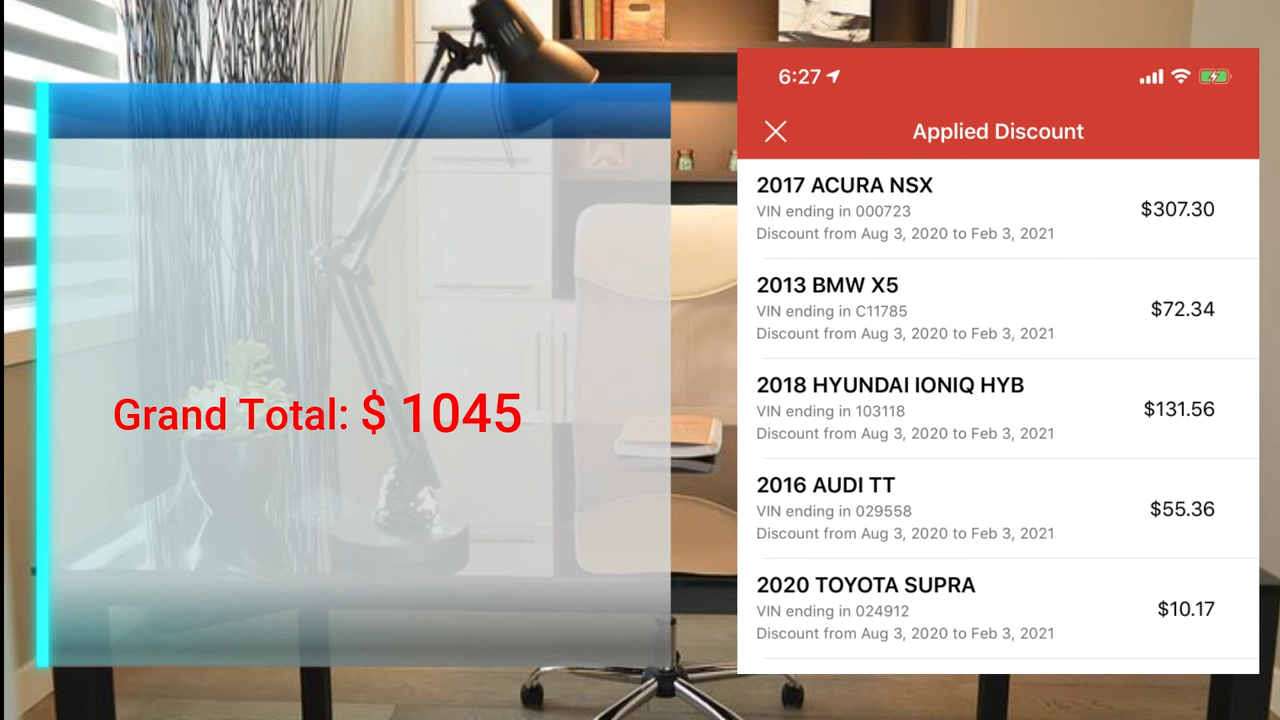 Grand Total: $ 1045
6:27
Applied Discount
2017 ACURA NSX
VIN ending in 000723
Discount from Aug 3, 2020 to Feb 3, 2021
$307.30
2013 BMW X5
VIN ending in C11785
Discount from Aug 3, 2020 to Feb 3, 2021
$72.34
2018 HYUNDAI IONIQ HYB
VIN ending in 103118
Discount from Aug 3, 2020 to Feb 3, 2021
$131.56
2016 AUDI TT
VIN ending in 029558
Discount from Aug 3, 2020 to Feb 3, 2021
$55.36
2020 TOYOTA SUPRA
VIN ending in 024912
Discount from Aug 3, 2020 to Feb 3, 2021
$10.17